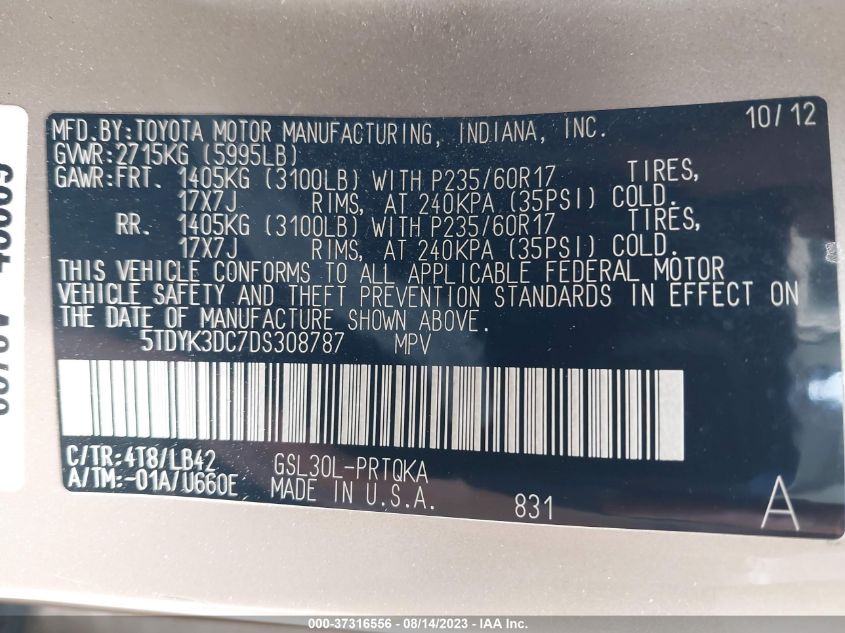 10/12
MFD.BY:TOYOTA MOTOR MANUFACTURING, INDIANA, INC.
GVWR:2715KG (5995LB)
GAWR:FRT. 1405KG (3100LB) WITH P235/60R17 TIRES,
17X7J RIMS, AT 240KPA (35PSI) COLD.
RR. 1405KG (3100LB) WITH P235/60R17 TIRES,
17X7J RIMS, AT 240KPA (35PSI) COLD.
THIS VEHICLE CONFORMS TO ALL APPLICABLE FEDERAL MOTOR
VEHICLE SAFETY AND THEFT PREVENTION STANDARDS IN EFFECT ON
THE DATE OF MANUFACTURE SHOWN ABOVE.
5TDYK3DC7DS308787 MPV
C/TR:4T8/LB42 GSL30L-PRTQKA
A/TM:-01A/U660E MADE IN U.S.A.
831 A
000-37316556 - 08/14/2023 - IAA Inc.